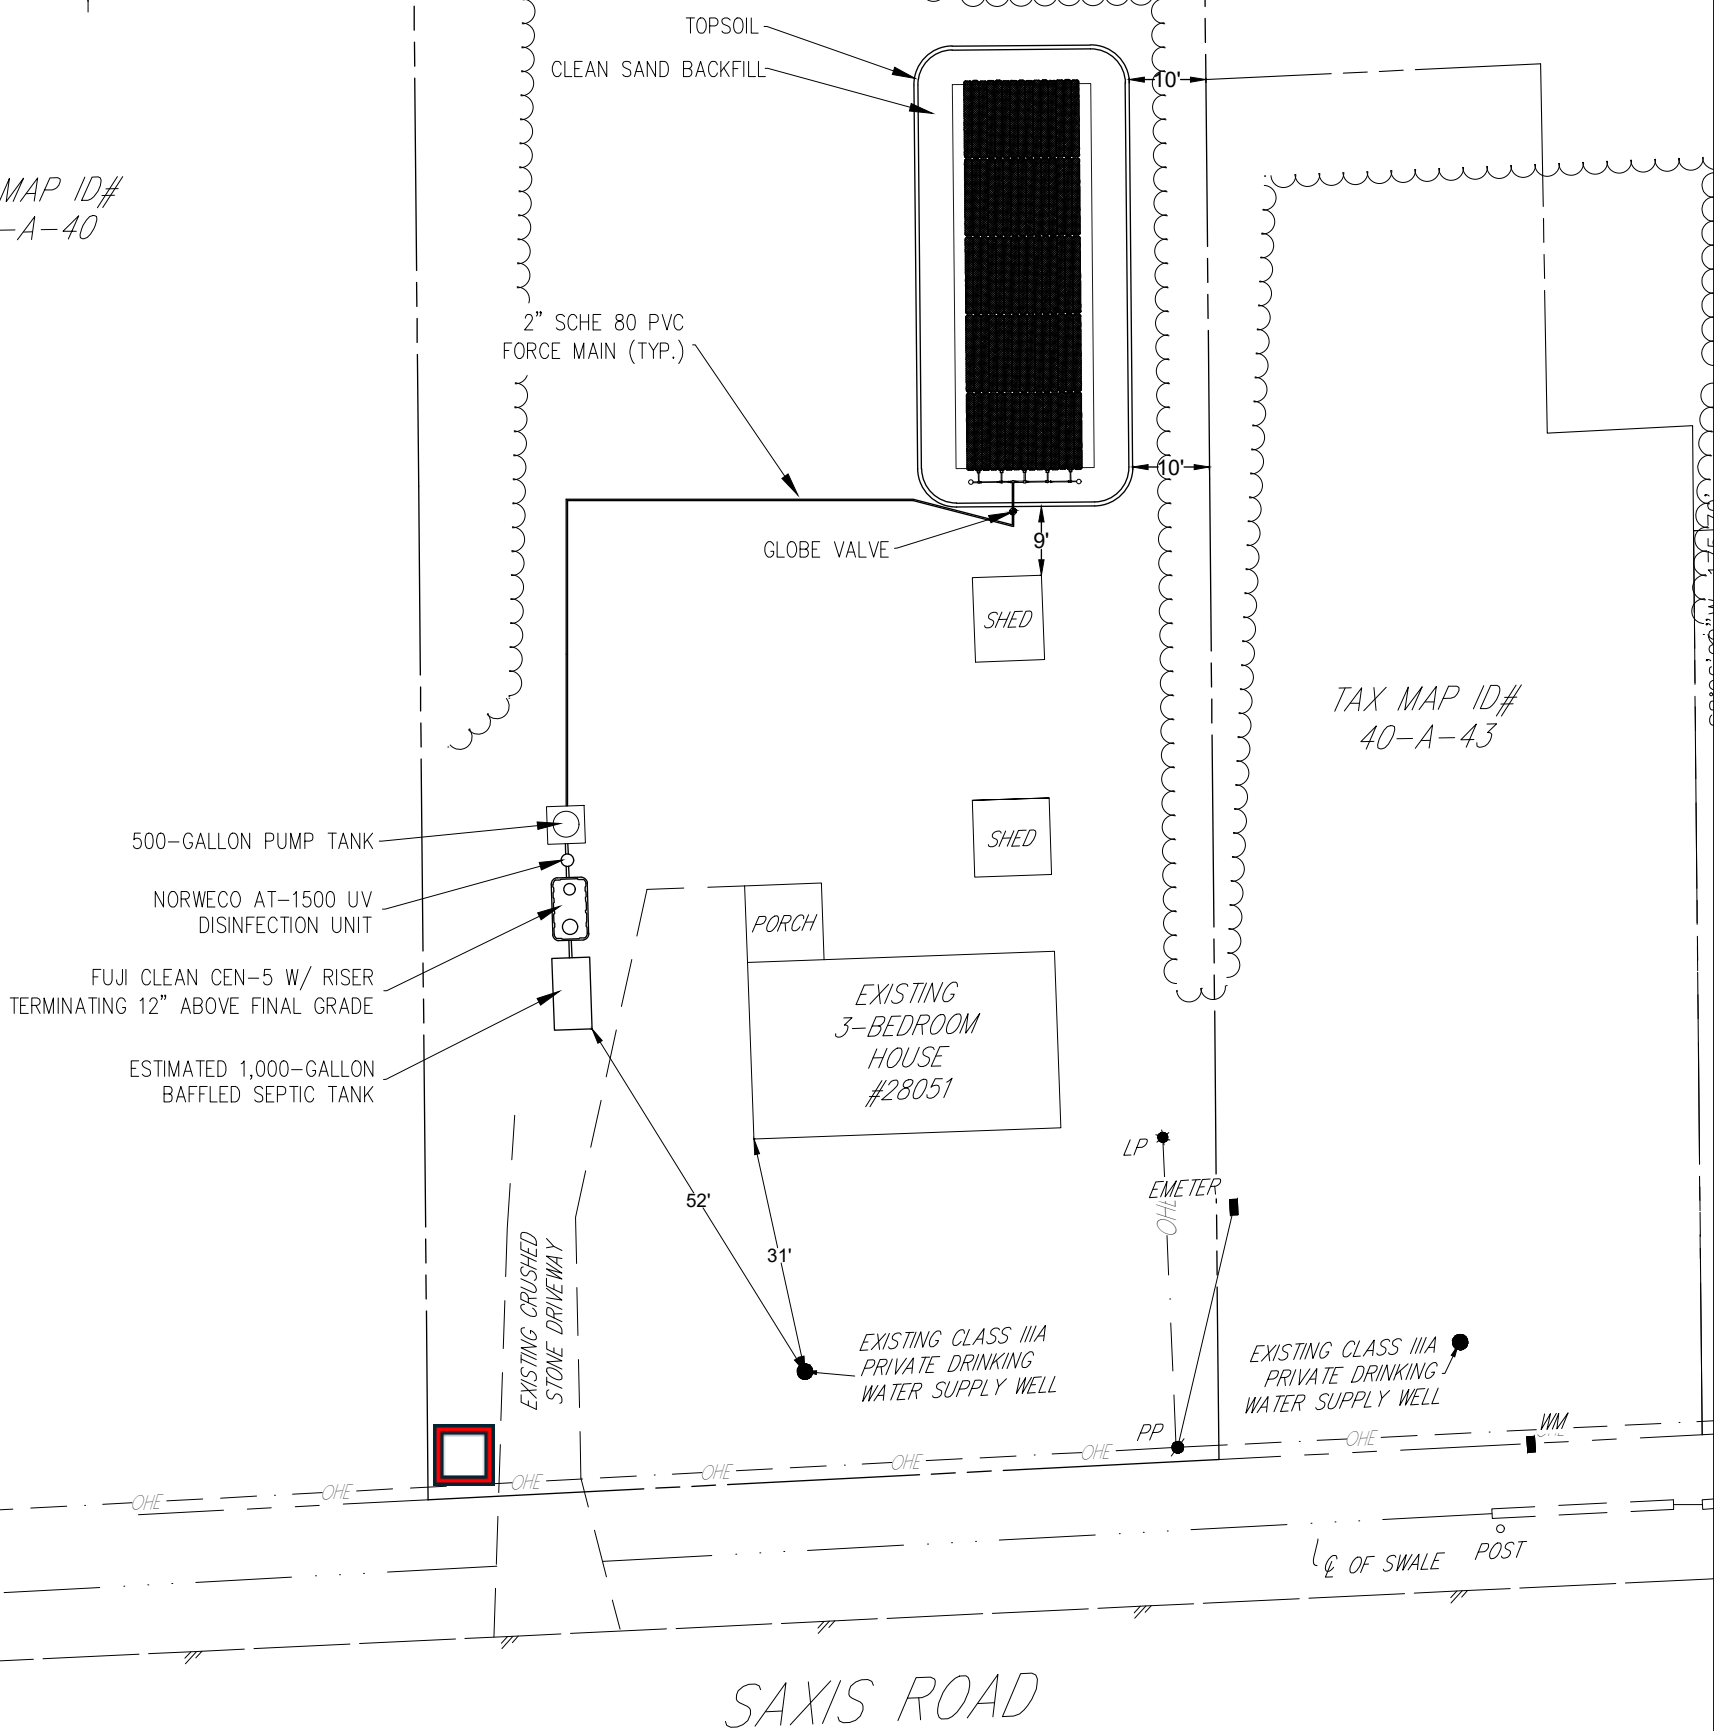 TOPSOIL
CLEAN SAND BACKFILL
10'
MAP ID#
-A-40
2" SCHE 80 PVC
FORCE MAIN (TYP.)
10'
GLOBE VALVE
9'
SHED
TAX MAP ID#
40-A-43
500-GALLON PUMP TANK
SHED
NORWECO AT-1500 UV
DISINFECTION UNIT
PORCH
FUJI CLEAN CEN-5 W/ RISER
TERMINATING 12" ABOVE FINAL GRADE
EXISTING
3-BEDROOM
HOUSE
#28051
ESTIMATED 1,000-GALLON
BAFFLED SEPTIC TANK
LP
EMETER
OHE
52'
31'
EXISTING CRUSHED
STONE DRIVEWAY
EXISTING CLASS IIIA
PRIVATE DRINKING
WATER SUPPLY WELL
EXISTING CLASS IIIA
PRIVATE DRINKING
WATER SUPPLY WELL
PP
WM
OHE
OHE
OHE
OHE
OHE
OHE
OHE
OHE
℄ OF SWALE
POST
SAXIS ROAD